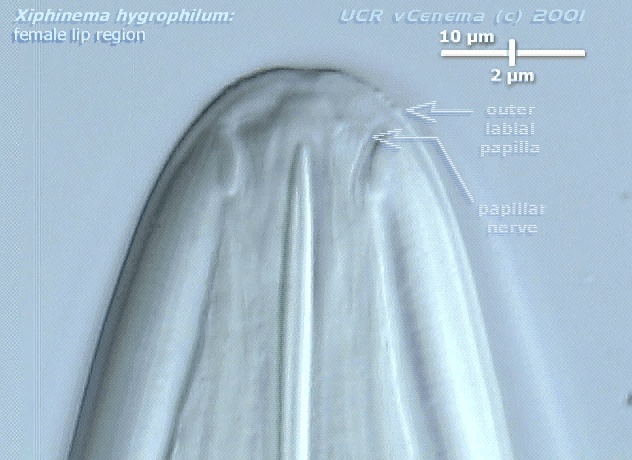 Xiphinema hygrophilum:
female lip region
UCR vCenema (c) 2001
10 µm
2 µm
outer
labial
papilla
papillar
nerve